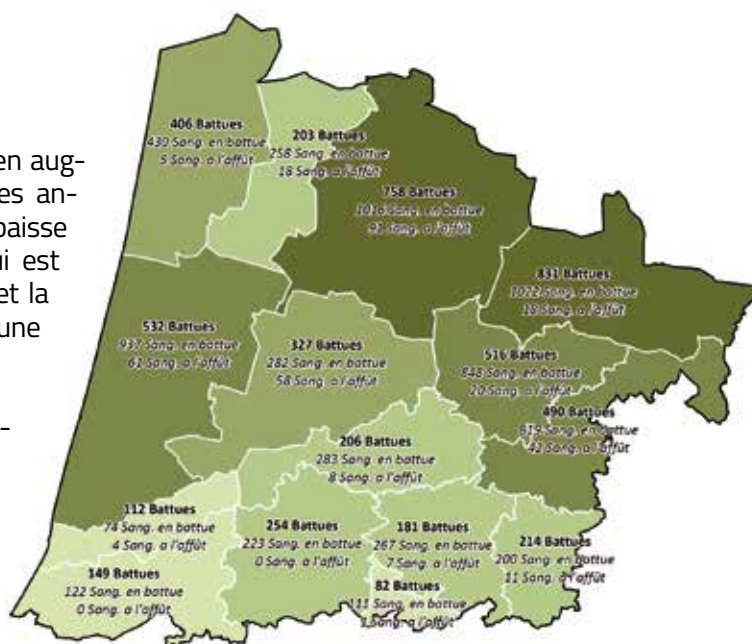 en aug-
es an-
paisse
ui est
et la
une
-
406 Battues
430 Sang. en battue
5 Sang. a l'affût
203 Battues
258 Sang. en battue
18 Sang. a l'affût
758 Battues
1016 Sang. en battue
91 Sang. a l'affût
831 Battues
1022 Sang. en battue
18 Sang. a l'affût
532 Battues
937 Sang. en battue
61 Sang. a l'affût
327 Battues
282 Sang. en battue
58 Sang. a l'affût
516 Battues
848 Sang. en battue
20 Sang. a l'affût
490 Battues
819 Sang. en battue
42 Sang. a l'affût
206 Battues
283 Sang. en battue
8 Sang. a l'affût
112 Battues
74 Sang. en battue
4 Sang. a l'affût
254 Battues
223 Sang. en battue
0 Sang. a l'affût
181 Battues
267 Sang. en battue
7 Sang. a l'affût
214 Battues
200 Sang. en battue
11 Sang. a l'affût
149 Battues
122 Sang. en battue
0 Sang. a l'affût
82 Battues
111 Sang. en battue
Sang. a l'affût